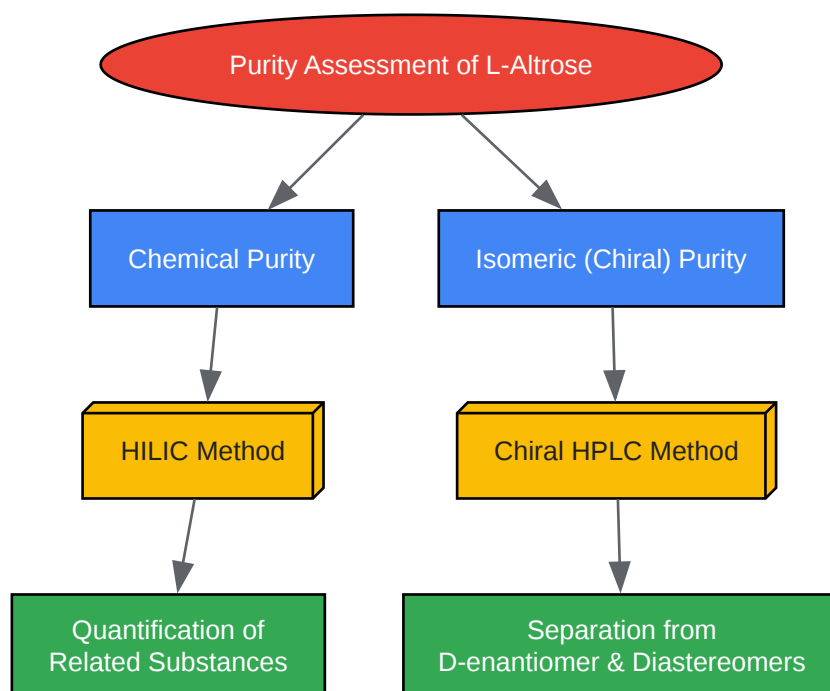 Purity Assessment of L-Altrose
Chemical Purity
Isomeric (Chiral) Purity
HILIC Method
Chiral HPLC Method
Quantification of
Related Substances
Separation from
D-enantiomer & Diastereomers